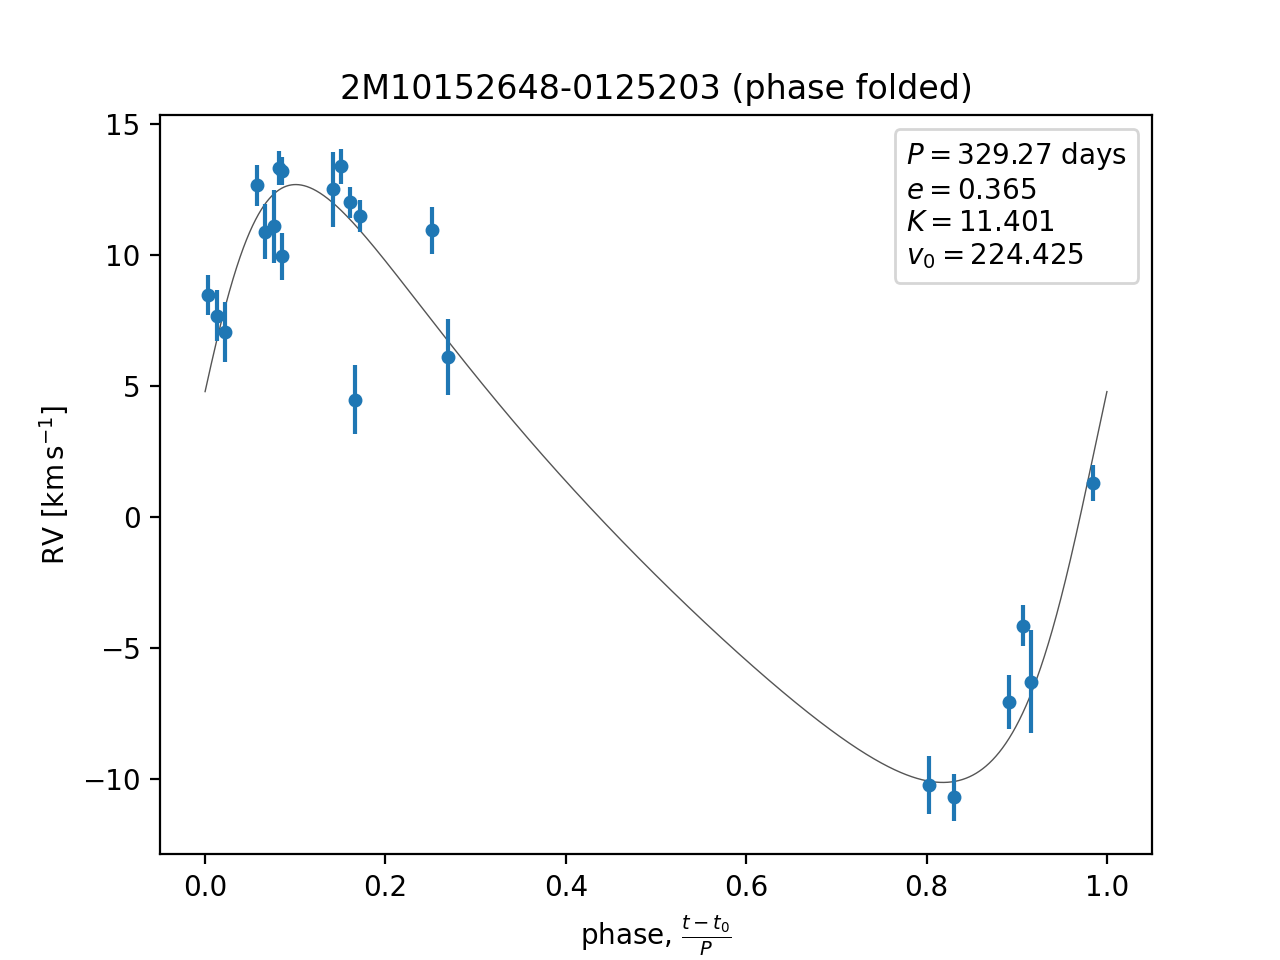 2M10152648-0125203 (phase folded)
P = 329.27 days
e = 0.365
K = 11.401
v₀ = 224.425
15
10
5
0
−5
−10
RV [km s⁻¹]
0.0 0.2 0.4 0.6 0.8 1.0
phase, (t − t₀)/P